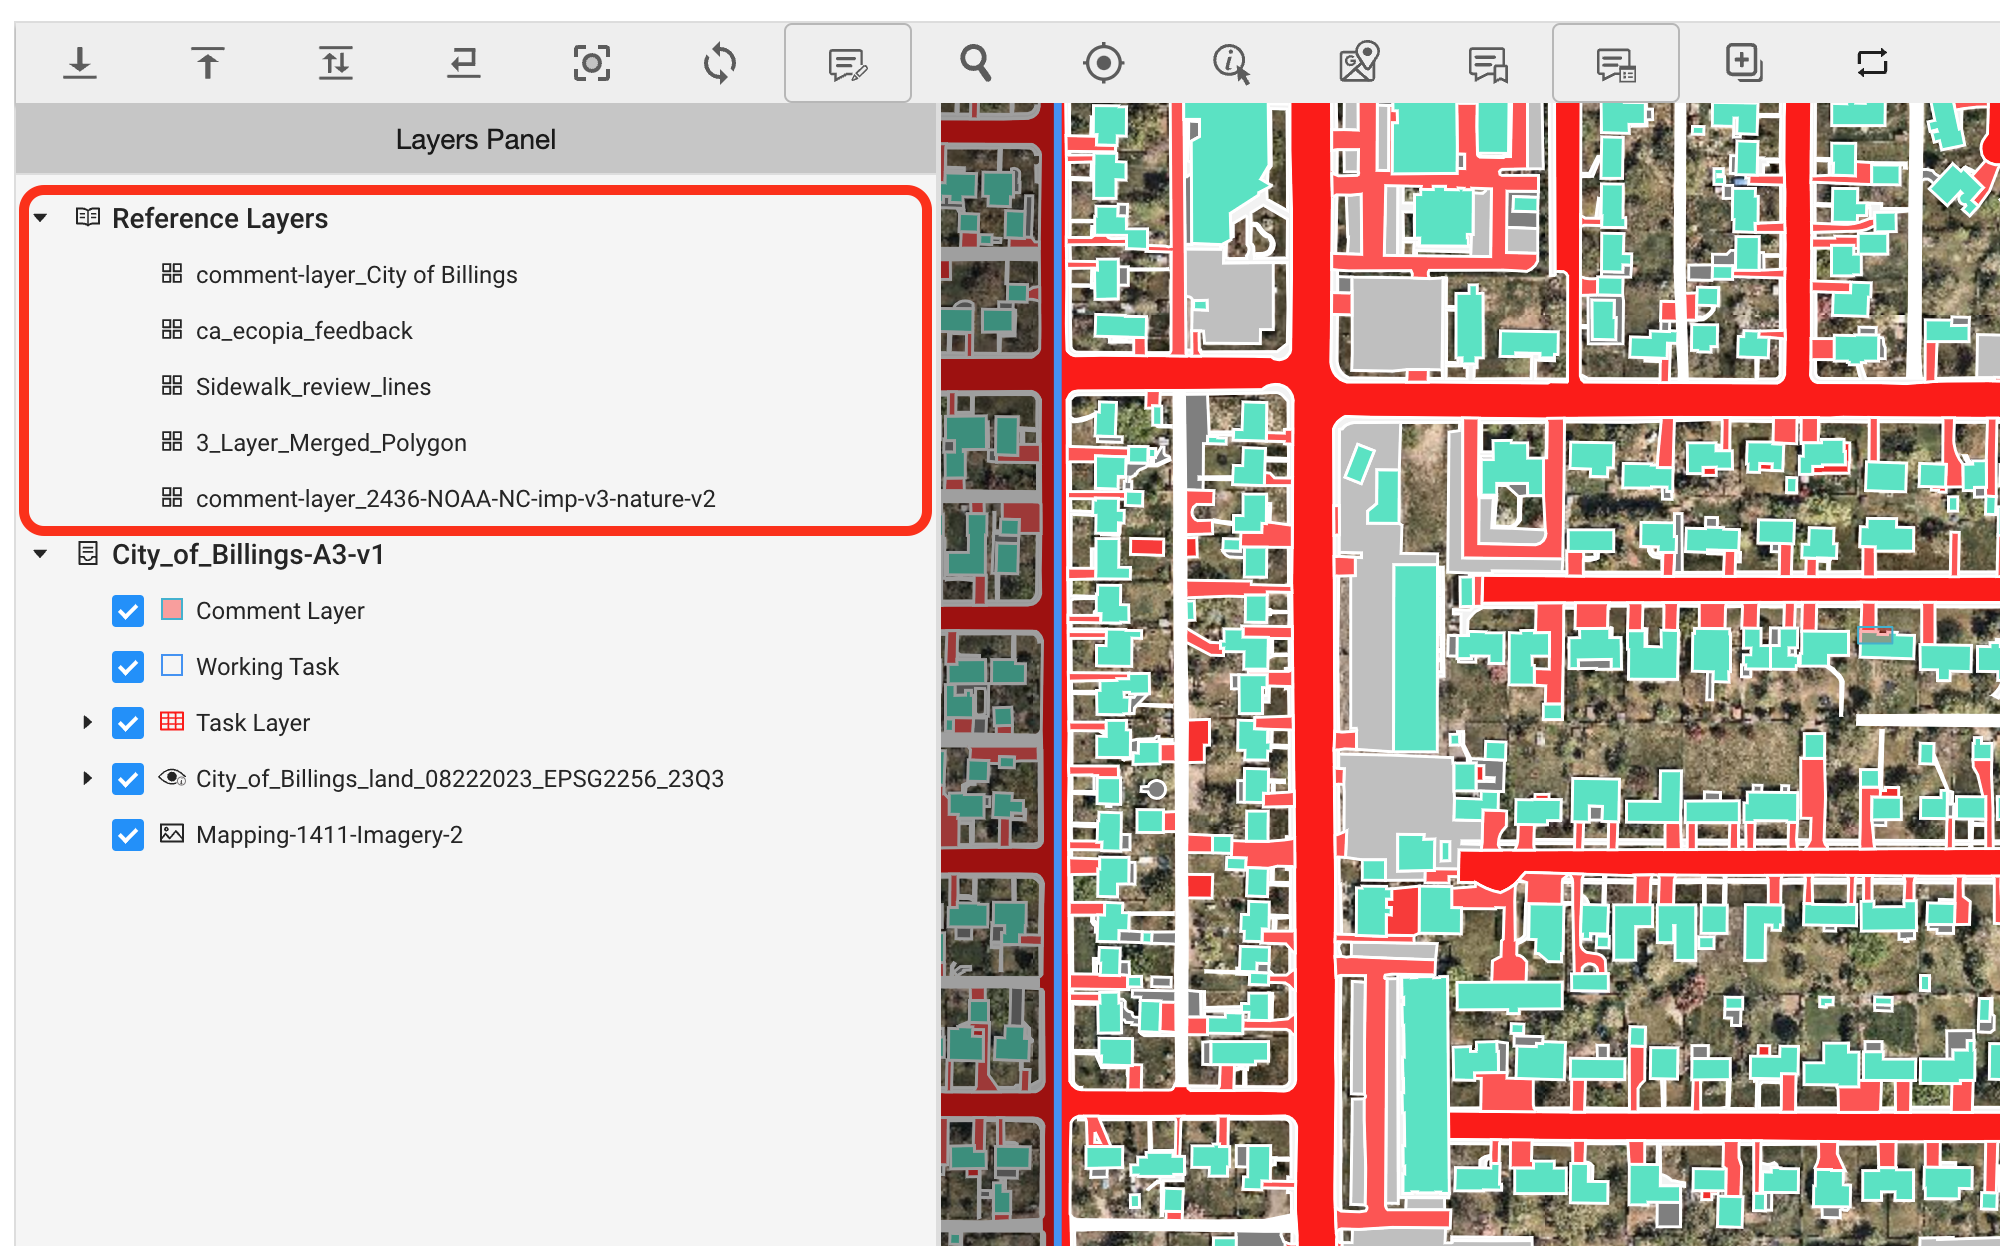 Layers Panel
Reference Layers
comment-layer_City of Billings
ca_ecopia_feedback
Sidewalk_review_lines
3_Layer_Merged_Polygon
comment-layer_2436-NOAA-NC-imp-v3-nature-v2
City_of_Billings-A3-v1
Comment Layer
Working Task
Task Layer
City_of_Billings_land_08222023_EPSG2256_23Q3
Mapping-1411-Imagery-2